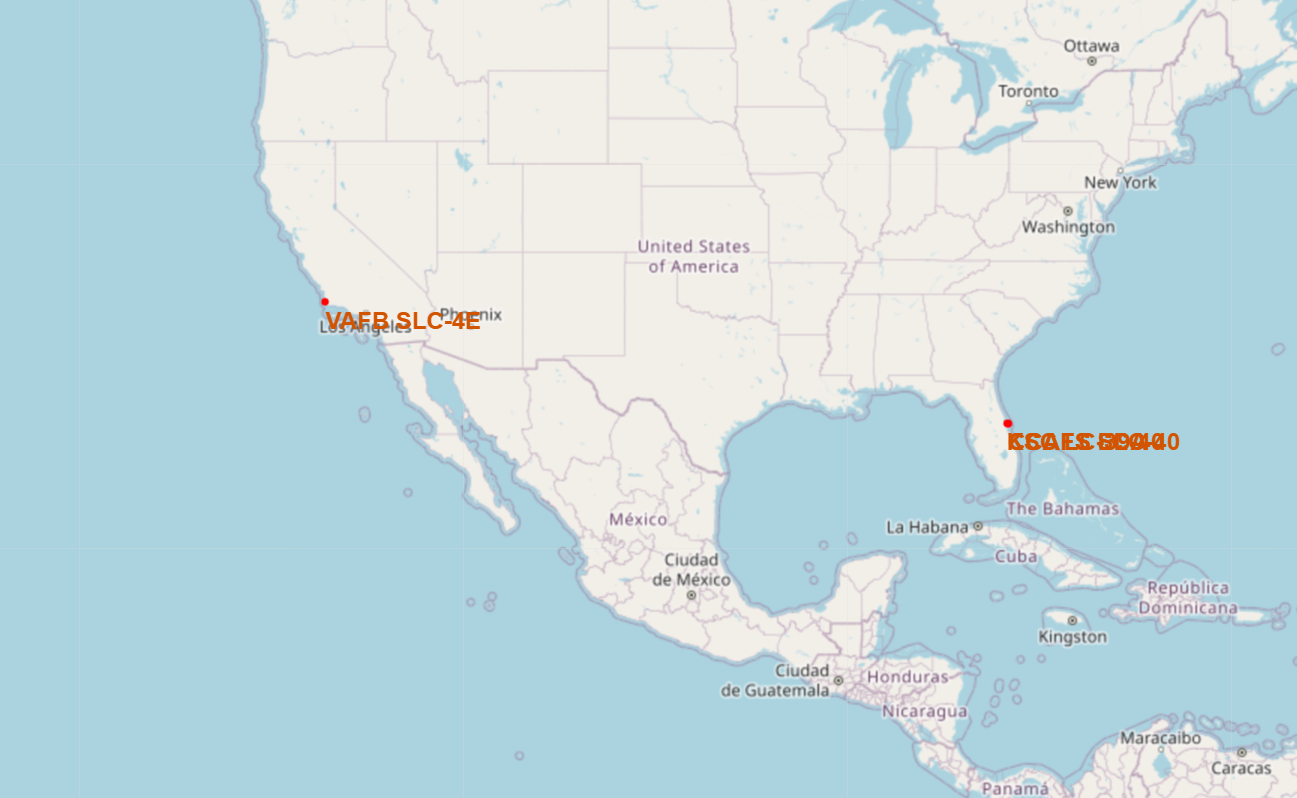 Ottawa
Toronto
New York
Washington
United States
of America
VAFB SLC-4E
Los Angeles
Phoenix
The Bahamas
La Habana
México
Cuba
Ciudad
de México
República
Dominicana
Kingston
Ciudad
de Guatemala
Honduras
Nicaragua
Maracaibo
Caracas
Panamá